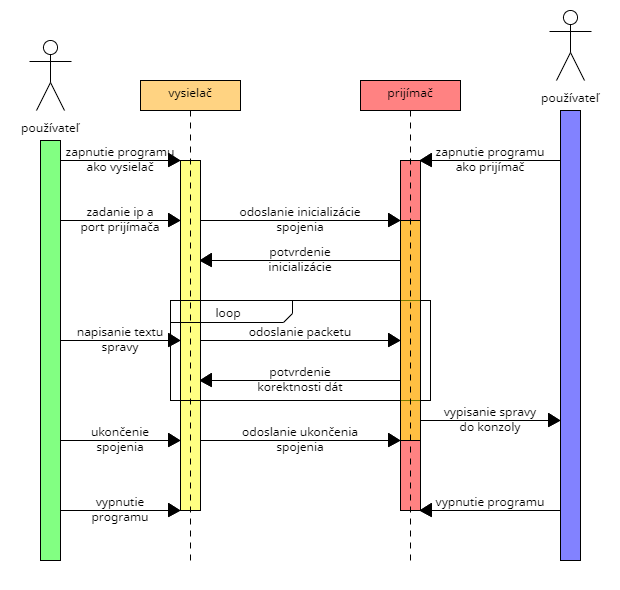 používateľ
používateľ
vysielač
prijímač
zapnutie programu
ako vysielač
zapnutie programu
ako prijímač
zadanie ip a
port prijímača
odoslanie inicializácie
spojenia
potvrdenie
inicializácie
loop
napisanie textu
spravy
odoslanie packetu
potvrdenie
korektnosti dát
vypisanie spravy
do konzoly
ukončenie
spojenia
odoslanie ukončenia
spojenia
vypnutie
programu
vypnutie programu